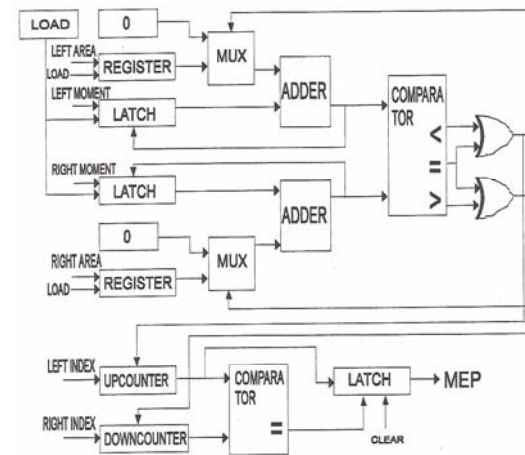 LOAD
0
LEFT AREA
LOAD
REGISTER
MUX
LEFT MOMENT
LATCH
ADDER
COMPARA
TOR
<
=
>
RIGHT MOMENT
LATCH
ADDER
0
MUX
RIGHT AREA
LOAD
REGISTER
LEFT INDEX
UPCOUNTER
COMPARA
TOR
=
LATCH
MEP
RIGHT INDEX
DOWNCOUNTER
CLEAR